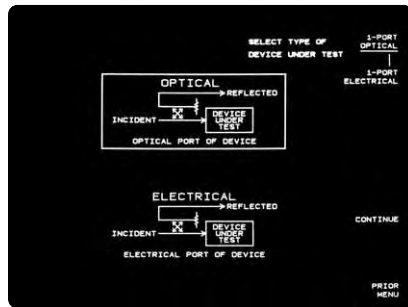 SELECT TYPE OF
DEVICE UNDER TEST
1-PORT
OPTICAL
1-PORT
ELECTRICAL
OPTICAL
REFLECTED
INCIDENT
DEVICE
UNDER
TEST
OPTICAL PORT OF DEVICE
ELECTRICAL
REFLECTED
INCIDENT
DEVICE
UNDER
TEST
ELECTRICAL PORT OF DEVICE
CONTINUE
PRIOR
MENU